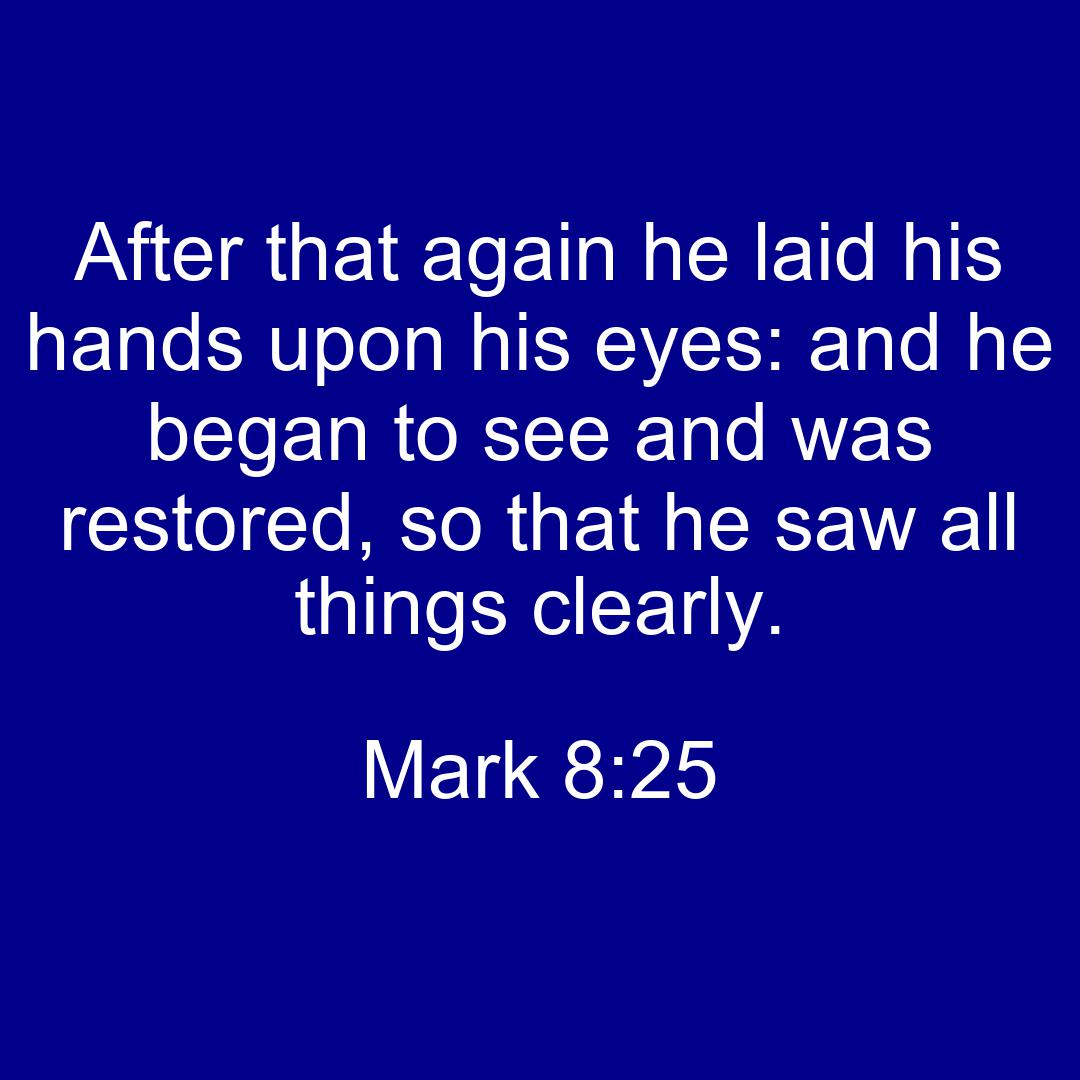 After that again he laid his
hands upon his eyes: and he
began to see and was
restored, so that he saw all
things clearly.
Mark 8:25